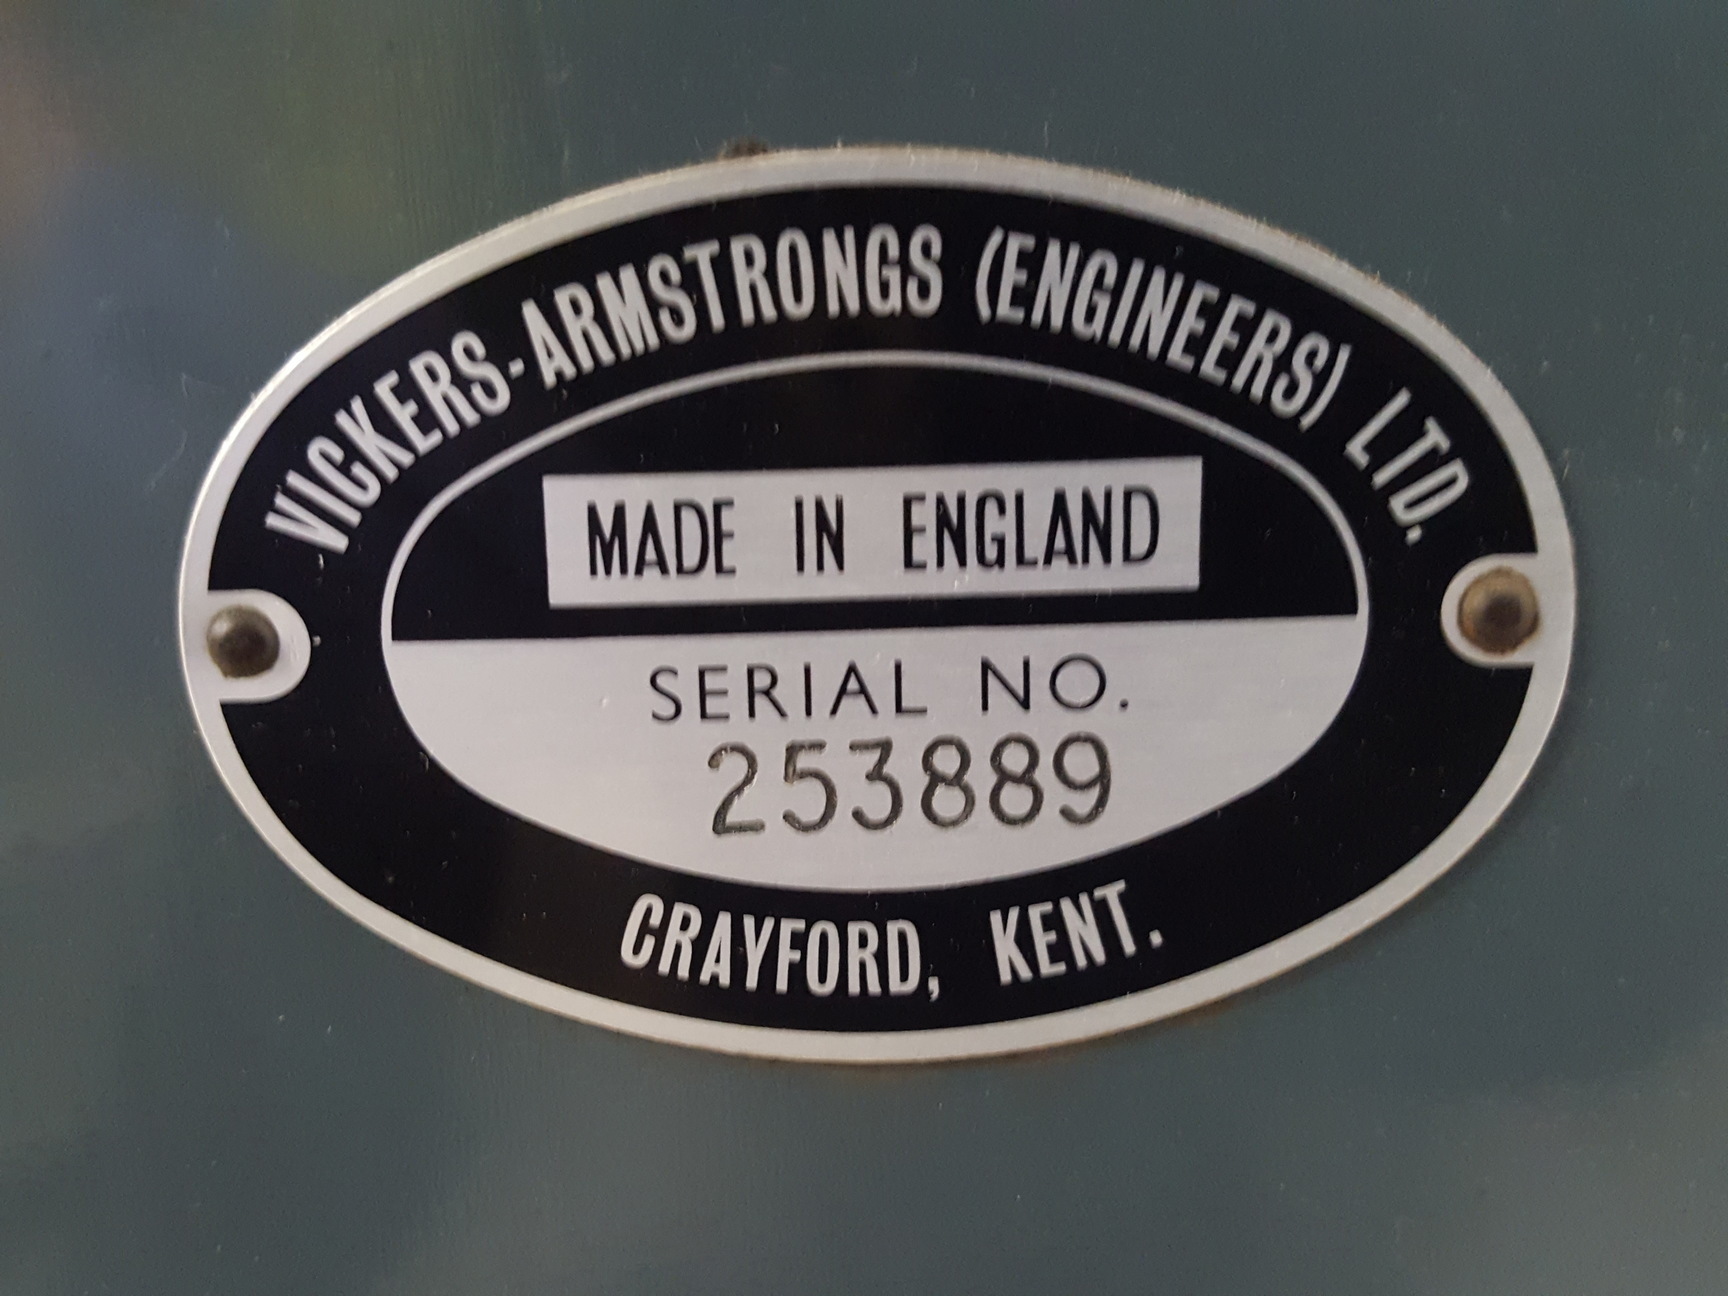 VICKERS-ARMSTRONGS (ENGINEERS) LTD.
MADE IN ENGLAND
SERIAL NO.
253889
CRAYFORD, KENT.